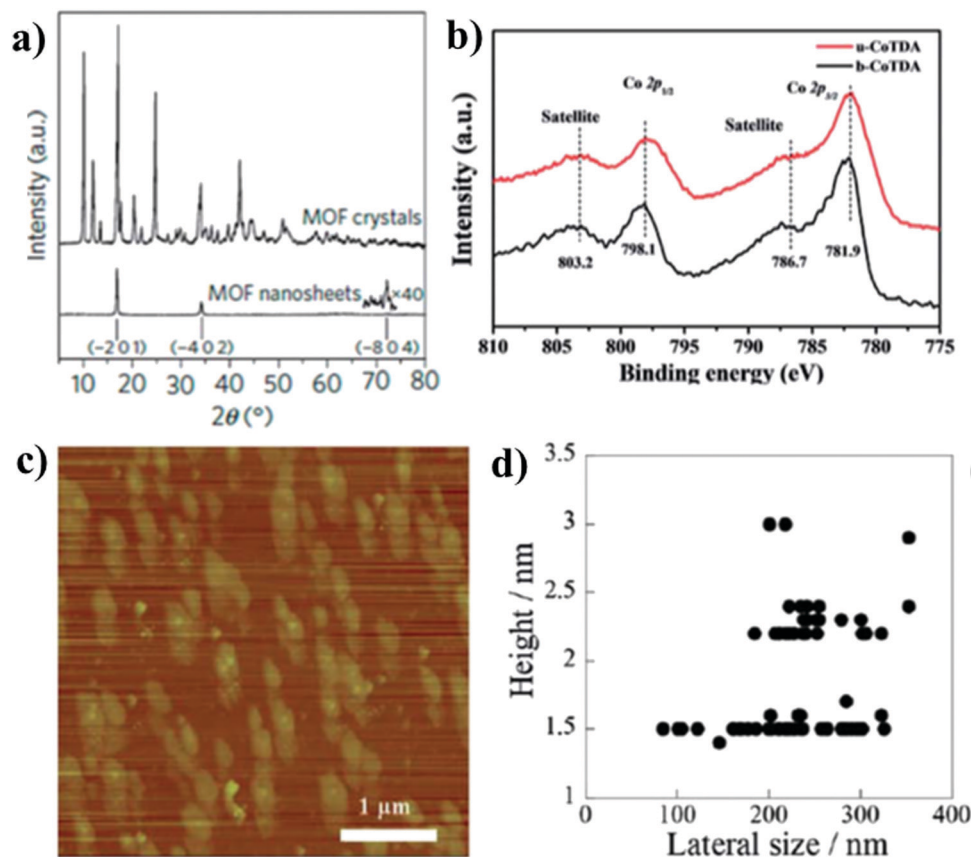 a)
Intensity (a.u.)
MOF crystals
MOF nanosheets
×40
(−2 0 1)
(−4 0 2)
(−8 0 4)
10 20 30 40 50 60 70 80
2θ (°)
b)
u-CoTDA
b-CoTDA
Co 2p1/2
Co 2p3/2
Satellite
Satellite
803.2
798.1
786.7
781.9
Intensity (a.u.)
810 805 800 795 790 785 780 775
Binding energy (eV)
c)
1 μm
d)
3.5
3
2.5
2
1.5
1
Height / nm
0 100 200 300 400
Lateral size / nm